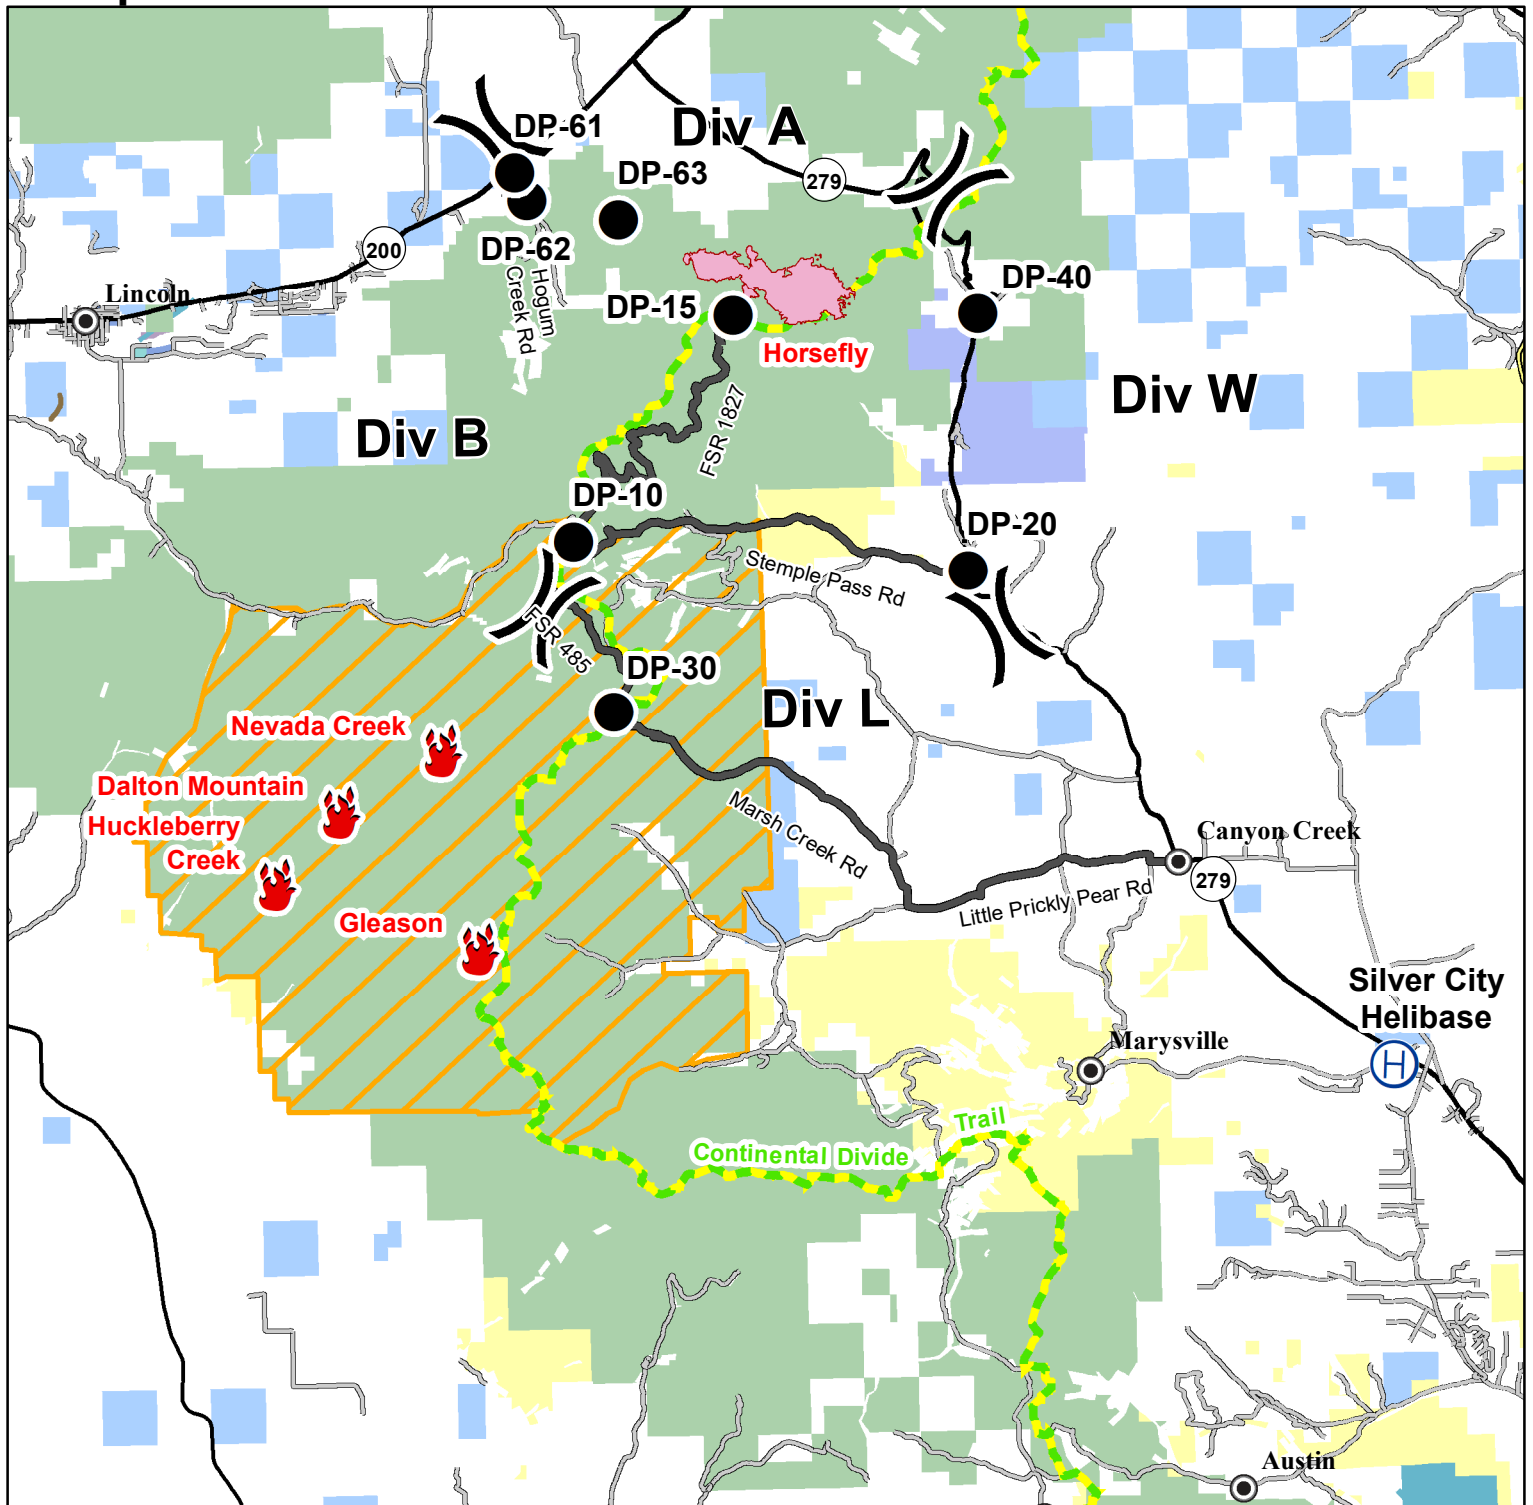 DP-61
Div A
DP-63
279
DP-62
200
Hogum
Creek Rd
DP-40
Lincoln
DP-15
Horsefly
Div W
FSR 1827
Div B
DP-10
DP-20
Stemple Pass Rd
FSR 485
DP-30
Div L
Nevada Creek
Dalton Mountain
Huckleberry
Creek
Marsh Creek Rd
Canyon Creek
279
Little Prickly Pear Rd
Gleason
Silver City
Helibase
H
Marysville
Trail
Continental Divide
Austin